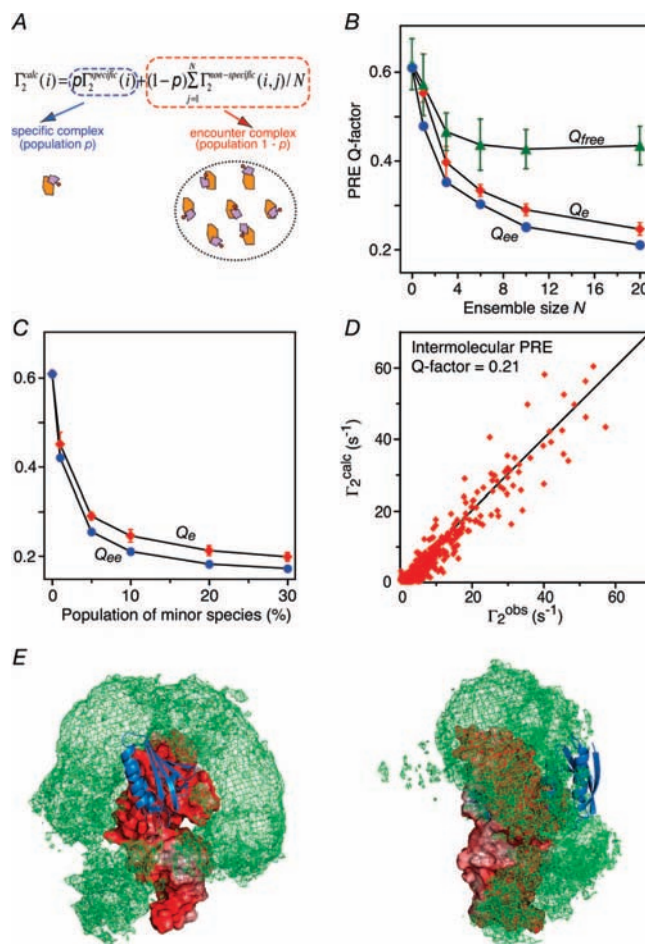 A
Γ₂ᶜᵃˡᶜ(i) = pΓ₂ˢᵖᵉᶜⁱᶠⁱᶜ(i) + (1−p)∑ⱼ₌₁ᴺ Γ₂ⁿᵒⁿ⁻ˢᵖᵉᶜⁱᶠⁱᶜ(i, j)/N
specific complex
(population p)
encounter complex
(population 1 - p)
B
PRE Q-factor
0.6
0.4
0.2
Qfree
Qe
Qee
0 4 8 12 16 20
Ensemble size N
C
0.6
0.4
0.2
Qe
Qee
0 10 20 30
Population of minor species (%)
D
Intermolecular PRE
Q-factor = 0.21
Γ₂ᶜᵃˡᶜ (s⁻¹)
60
40
20
0
0 20 40 60
Γ₂ᵒᵇˢ (s⁻¹)
E